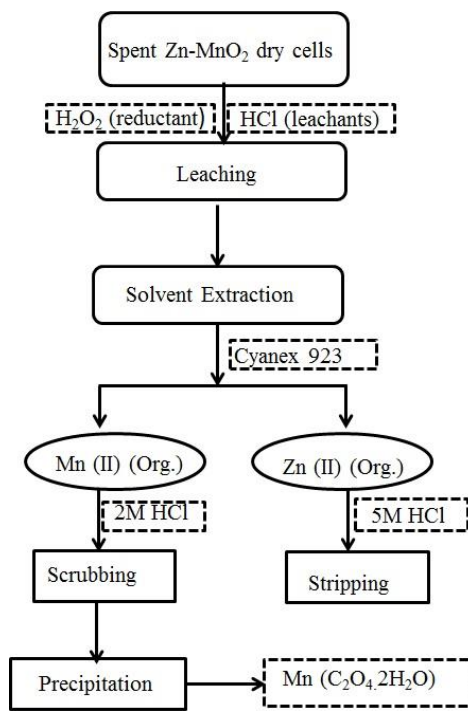 Spent Zn-MnO₂ dry cells
H₂O₂ (reductant)
HCl (leachants)
Leaching
Solvent Extraction
Cyanex 923
Mn (II) (Org.)
Zn (II) (Org.)
2M HCl
5M HCl
Scrubbing
Stripping
Precipitation
Mn (C₂O₄.2H₂O)